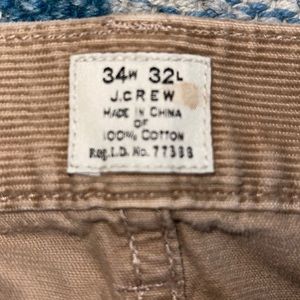 34W 32L
J.CREW
MADE IN CHINA
OF
100% COTTON
Reg.I.D. No. 77388